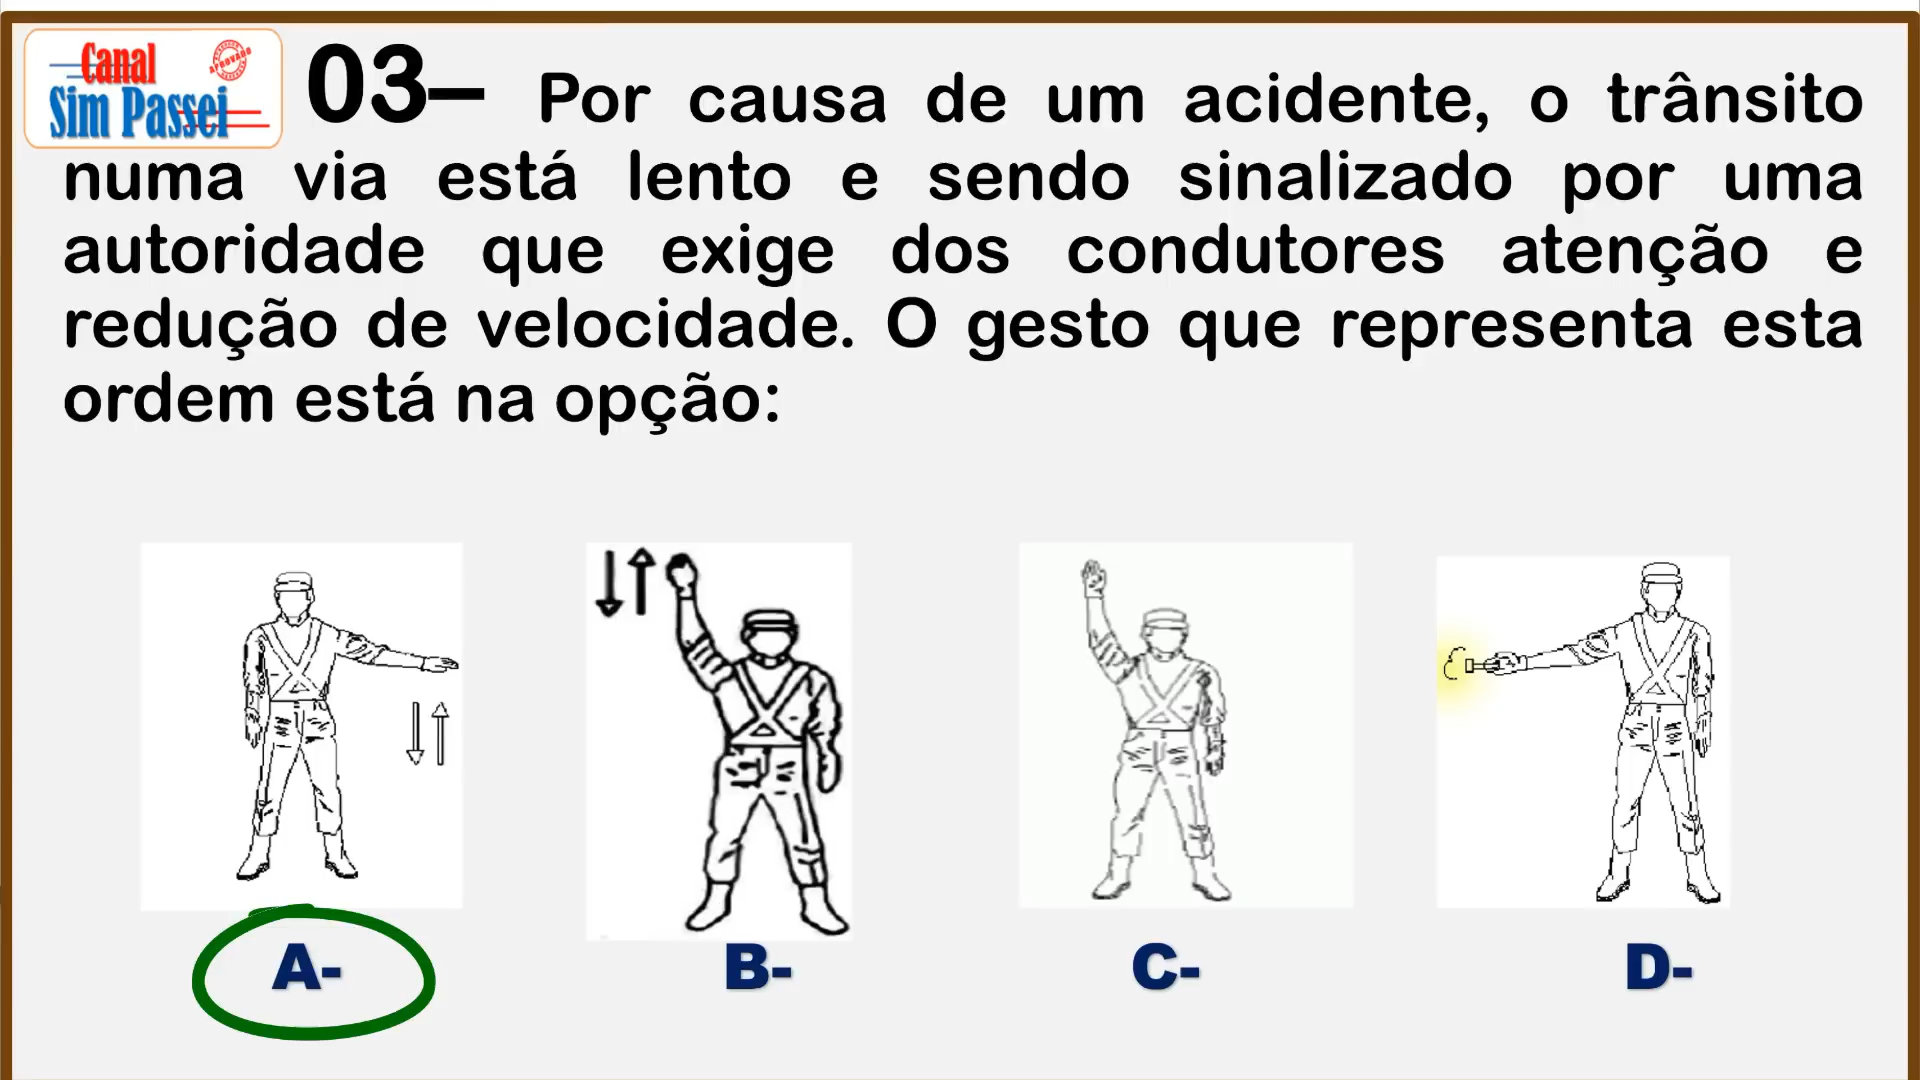 Canal
APROVADO
Sim Passei
03– Por causa de um acidente, o trânsito
numa via está lento e sendo sinalizado por uma
autoridade que exige dos condutores atenção e
redução de velocidade. O gesto que representa esta
ordem está na opção:
A- B- C- D-